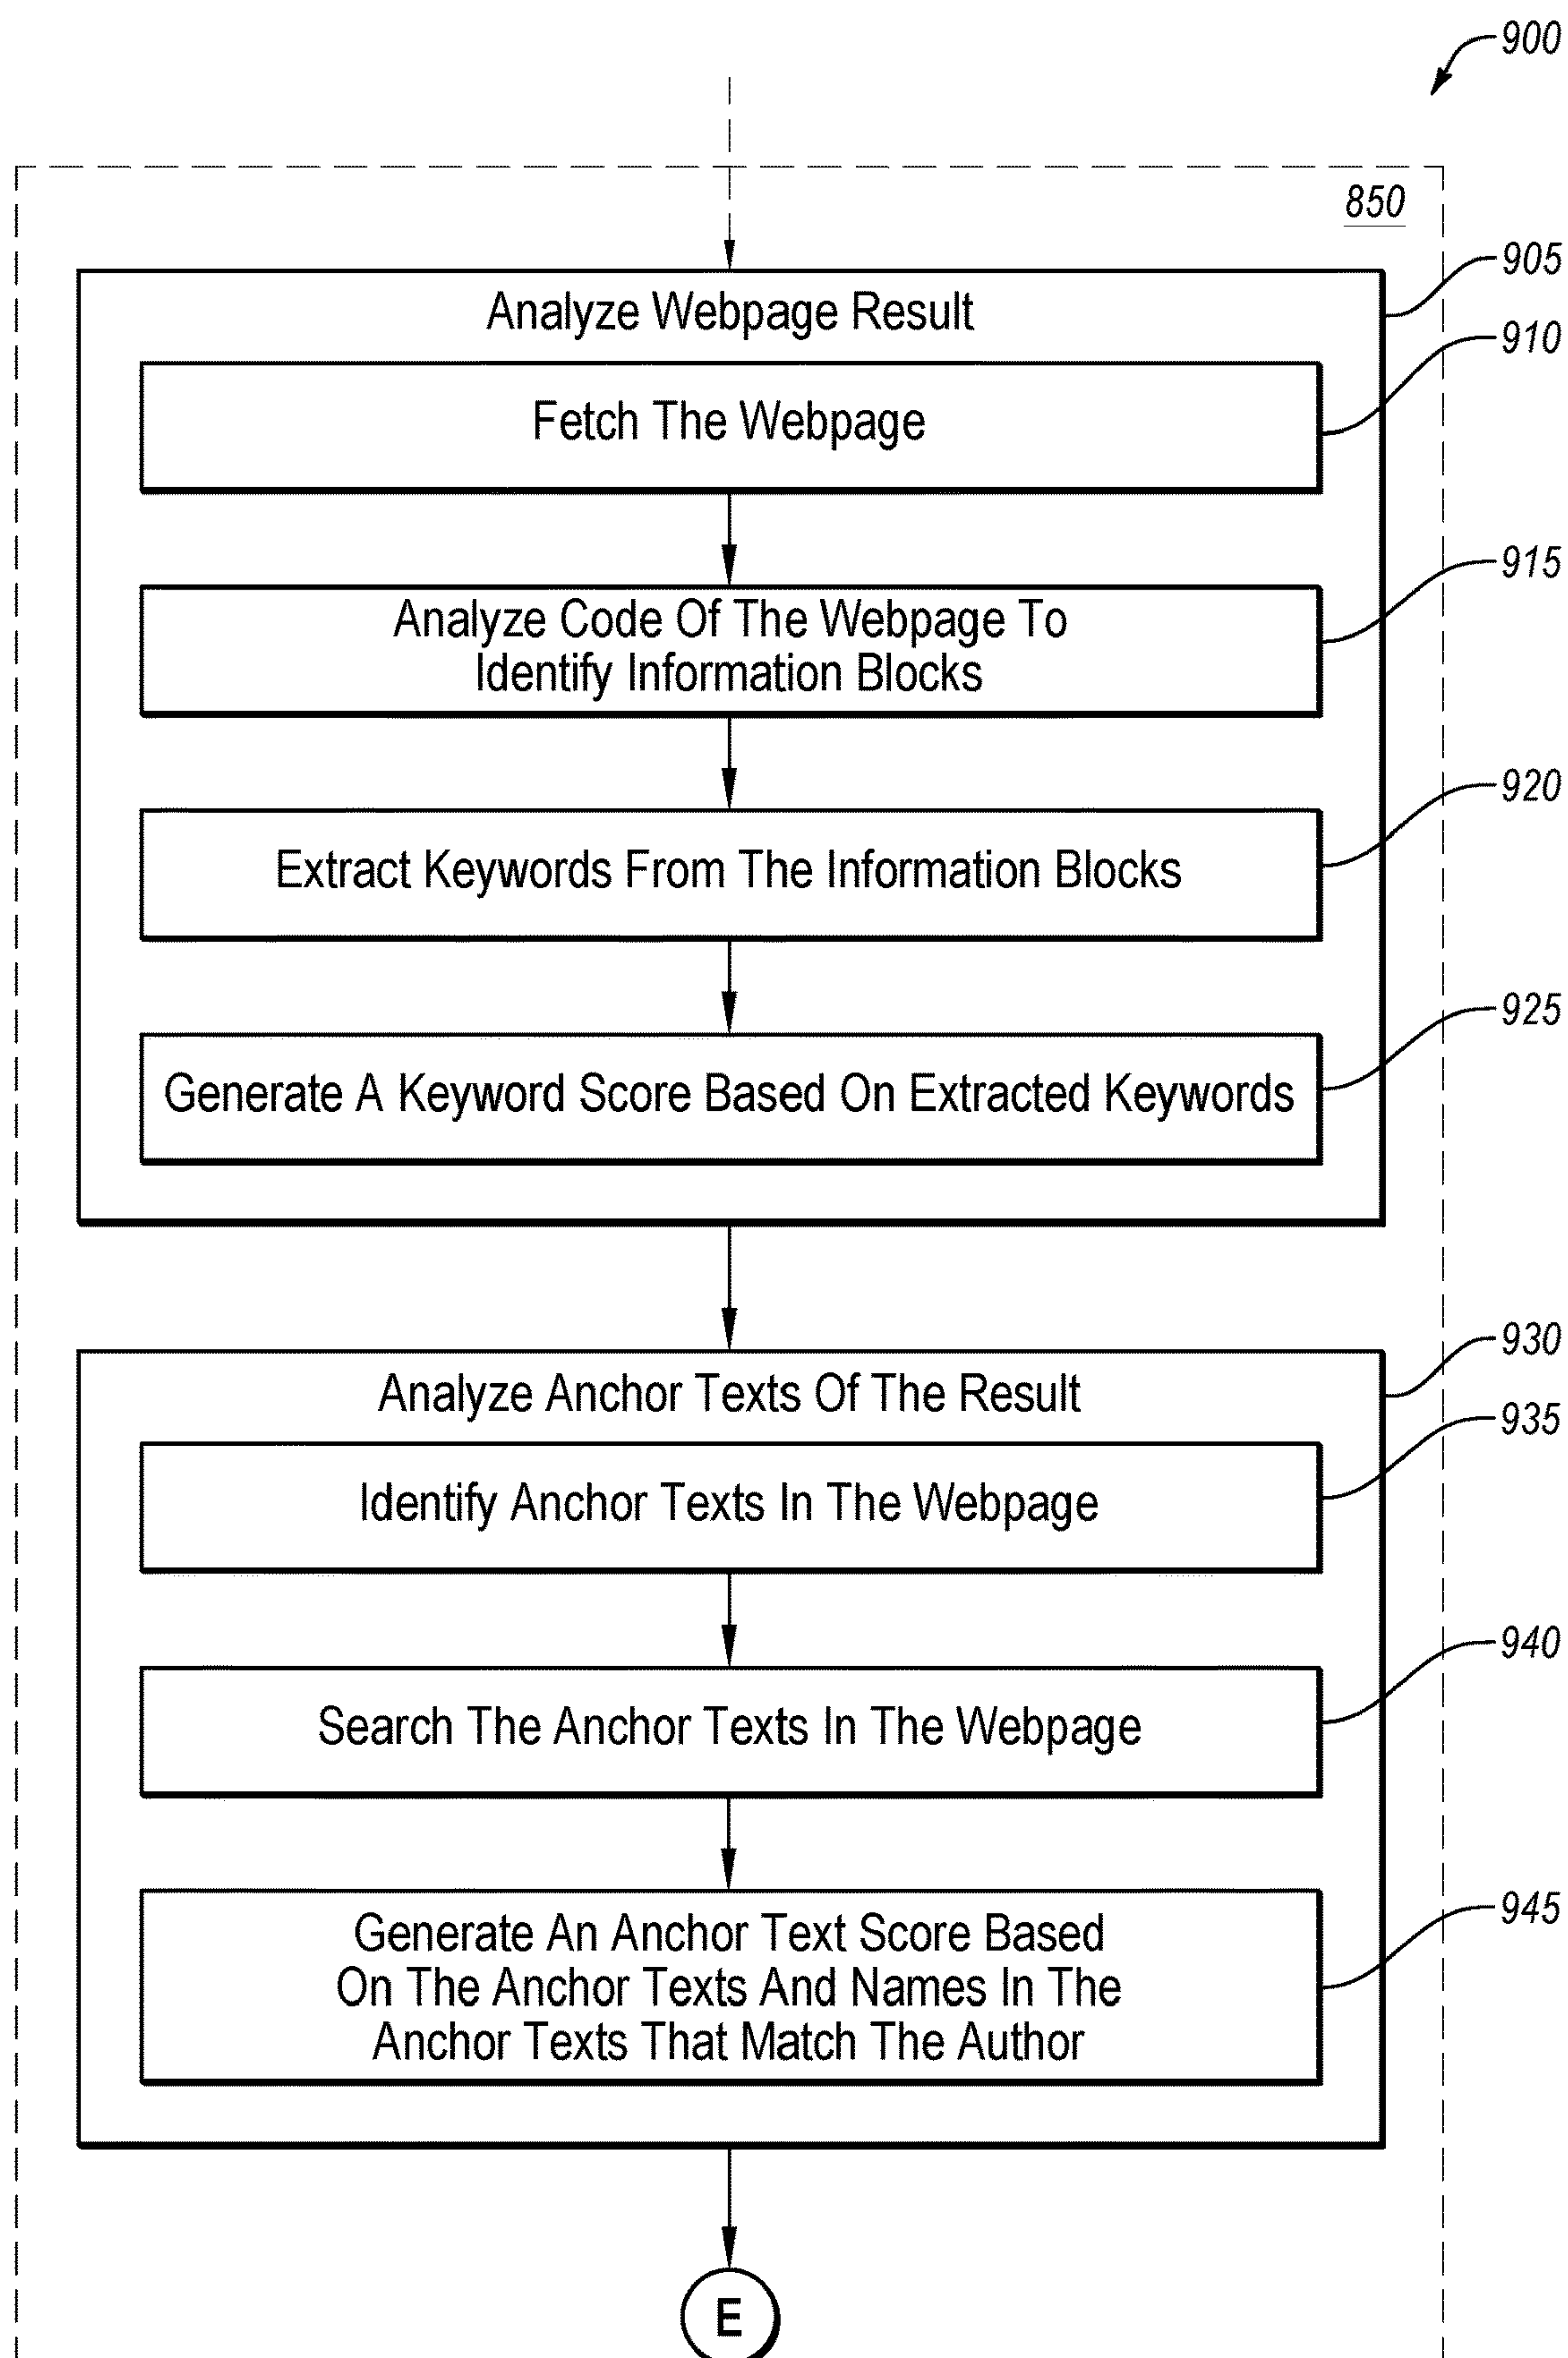 900
850
905
Analyze Webpage Result
910
Fetch The Webpage
915
Analyze Code Of The Webpage To
Identify Information Blocks
920
Extract Keywords From The Information Blocks
925
Generate A Keyword Score Based On Extracted Keywords
930
Analyze Anchor Texts Of The Result
935
Identify Anchor Texts In The Webpage
940
Search The Anchor Texts In The Webpage
945
Generate An Anchor Text Score Based
On The Anchor Texts And Names In The
Anchor Texts That Match The Author
E